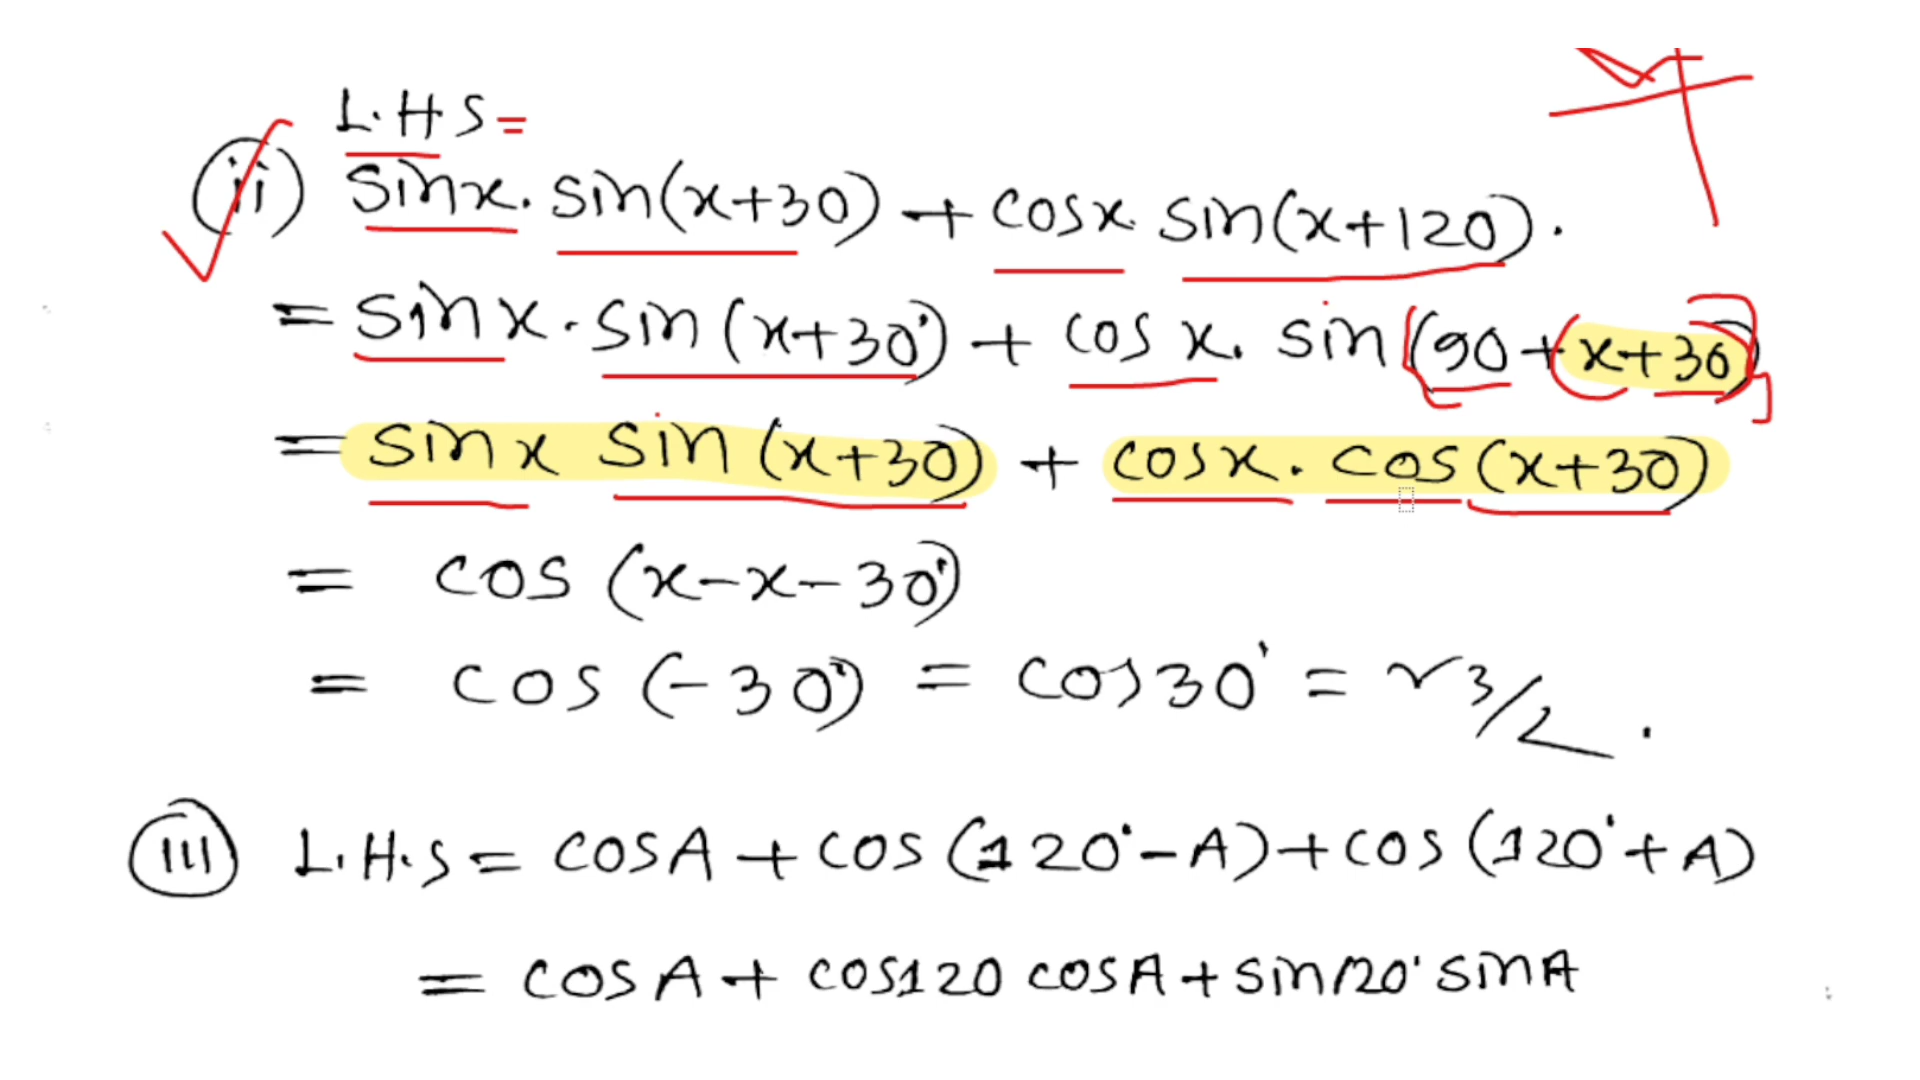 L.H.S=
(ii) sinx. sin(x+30) + cosx. sin(x+120).
= sinx. sin(x+30°) + cos x. sin[(90+(x+30)]
= sinx sin(x+30) + cosx. cos(x+30)
= cos (x-x-30°)
= cos (-30°) = cos30° = √3/2.
(iii) L.H.S = cosA + cos (120°-A)+cos (120°+A)
= cosA + cos120 cosA + sin120° sinA